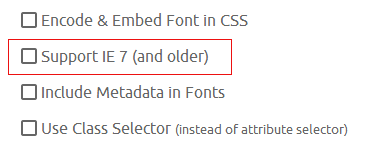 Encode & Embed Font in CSS
Support IE 7 (and older)
Include Metadata in Fonts
Use Class Selector (instead of attribute selector)